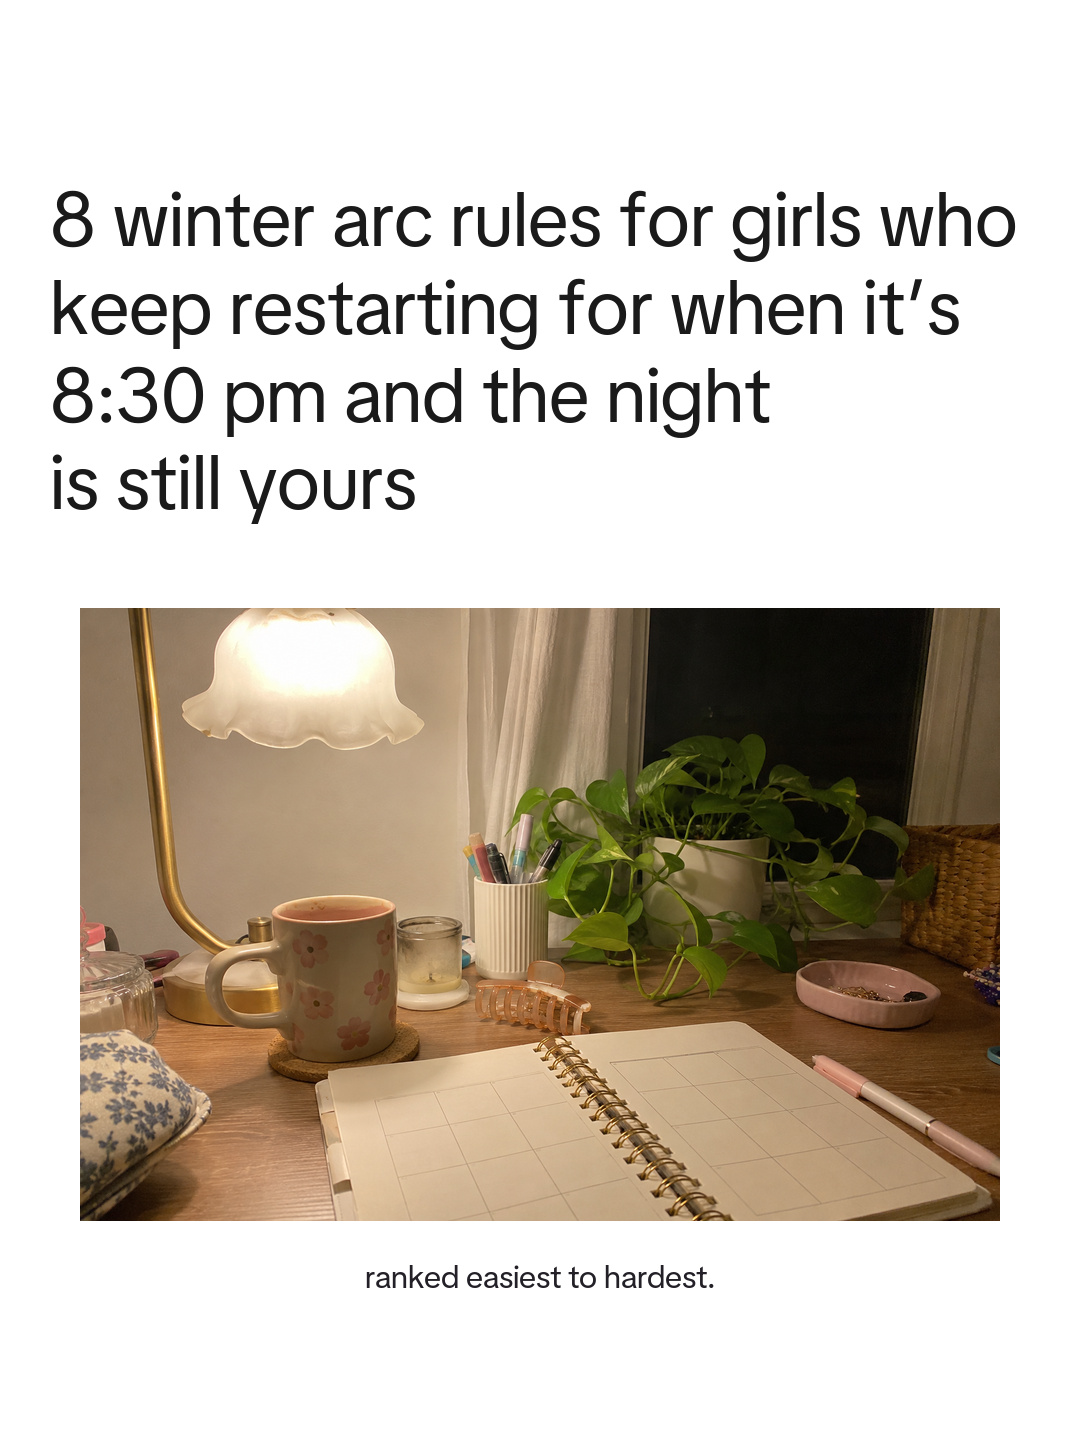 8 winter arc rules for girls who
keep restarting for when it’s
8:30 pm and the night
is still yours
ranked easiest to hardest.